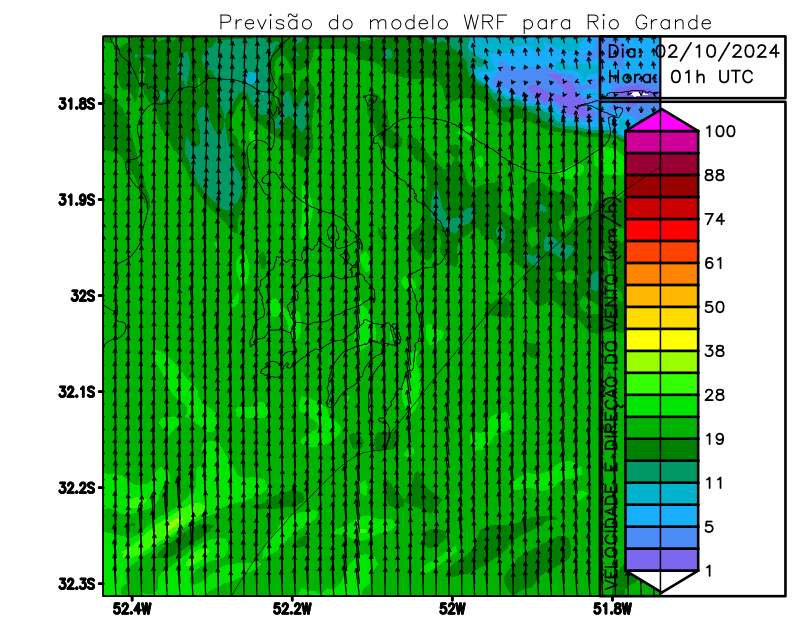 Previsão do modelo WRF para Rio Grande
Dia: 02/10/2024
Hora: 01h UTC
VELOCIDADE E DIREÇÃO DO VENTO (km/h)
100
88
74
61
50
38
28
19
11
5
1
31.8S
31.9S
32S
32.1S
32.2S
32.3S
52.4W
52.2W
52W
51.8W